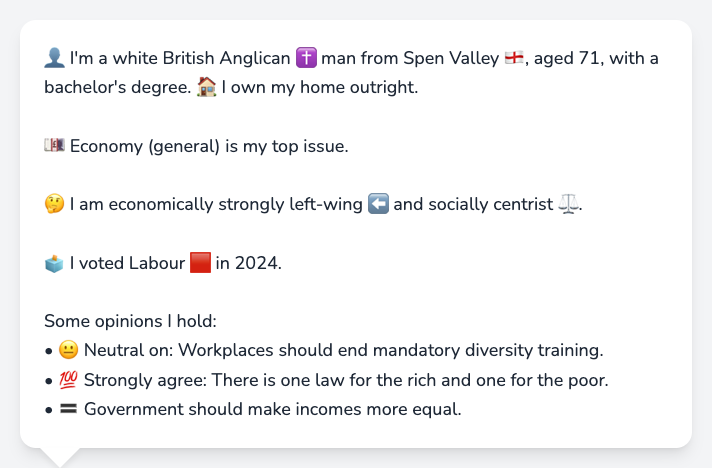 👤 I'm a white British Anglican ✝️ man from Spen Valley 🏴󠁧󠁢󠁥󠁮󠁧󠁿, aged 71, with a
bachelor's degree. 🏠 I own my home outright.
💷 Economy (general) is my top issue.
🤔 I am economically strongly left-wing ⬅️ and socially centrist ⚖️.
🗳️ I voted Labour 🟥 in 2024.
Some opinions I hold:
• 😐 Neutral on: Workplaces should end mandatory diversity training.
• 💯 Strongly agree: There is one law for the rich and one for the poor.
• 🟰 Government should make incomes more equal.